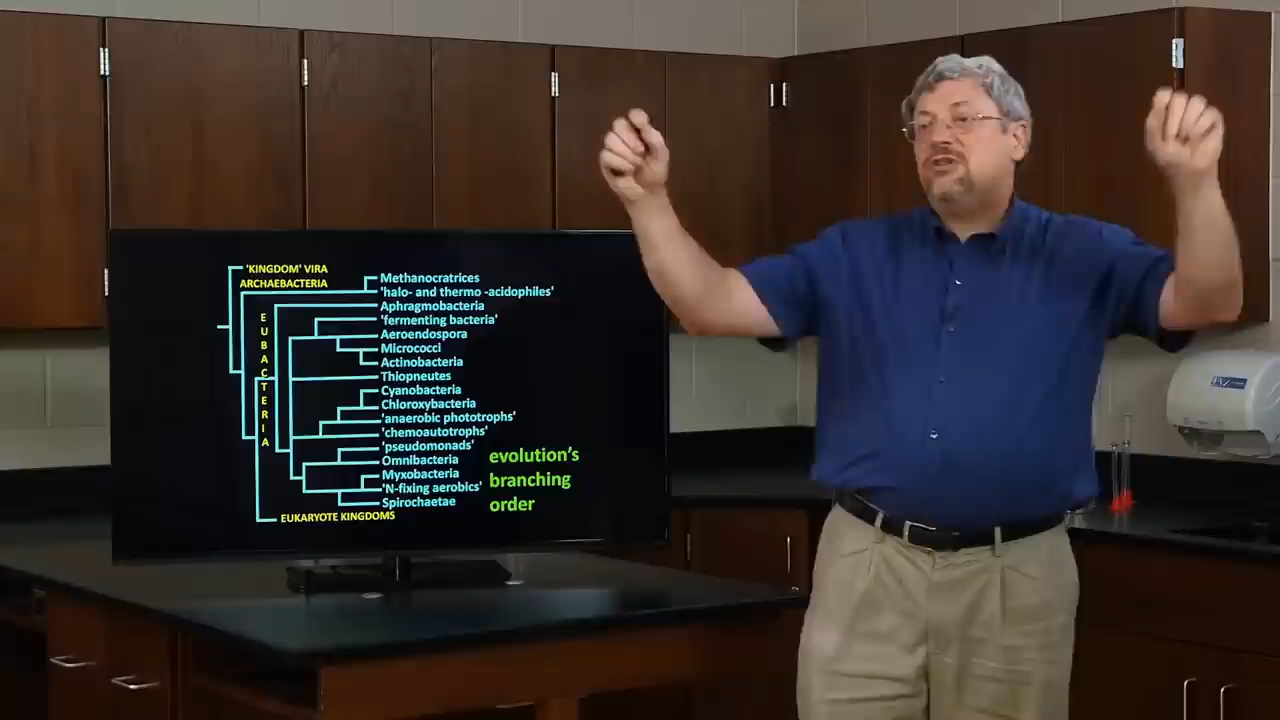 'KINGDOM' VIRA
ARCHAEBACTERIA
Methanocratrices
'halo- and thermo -acidophiles'
EUBACTERIA
Aphragmobacteria
'fermenting bacteria'
Aeroendospora
Micrococci
Actinobacteria
Thiopneutes
Cyanobacteria
Chloroxybacteria
'anaerobic phototrophs'
'chemoautotrophs'
'pseudomonads'
Omnibacteria
Myxobacteria
'N-fixing aerobics'
Spirochaetae
EUKARYOTE KINGDOMS
evolution's
branching
order